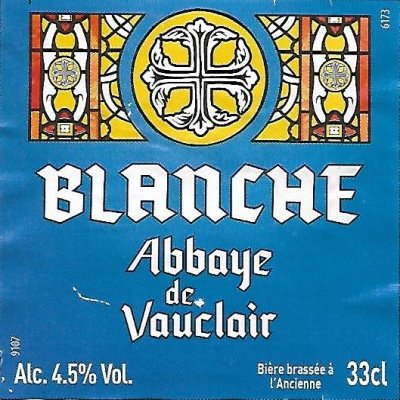 6173
BLANCHE
Abbaye
de
Vauclair
9107
Alc. 4.5% Vol.
Bière brassée à
l'Ancienne
33cl